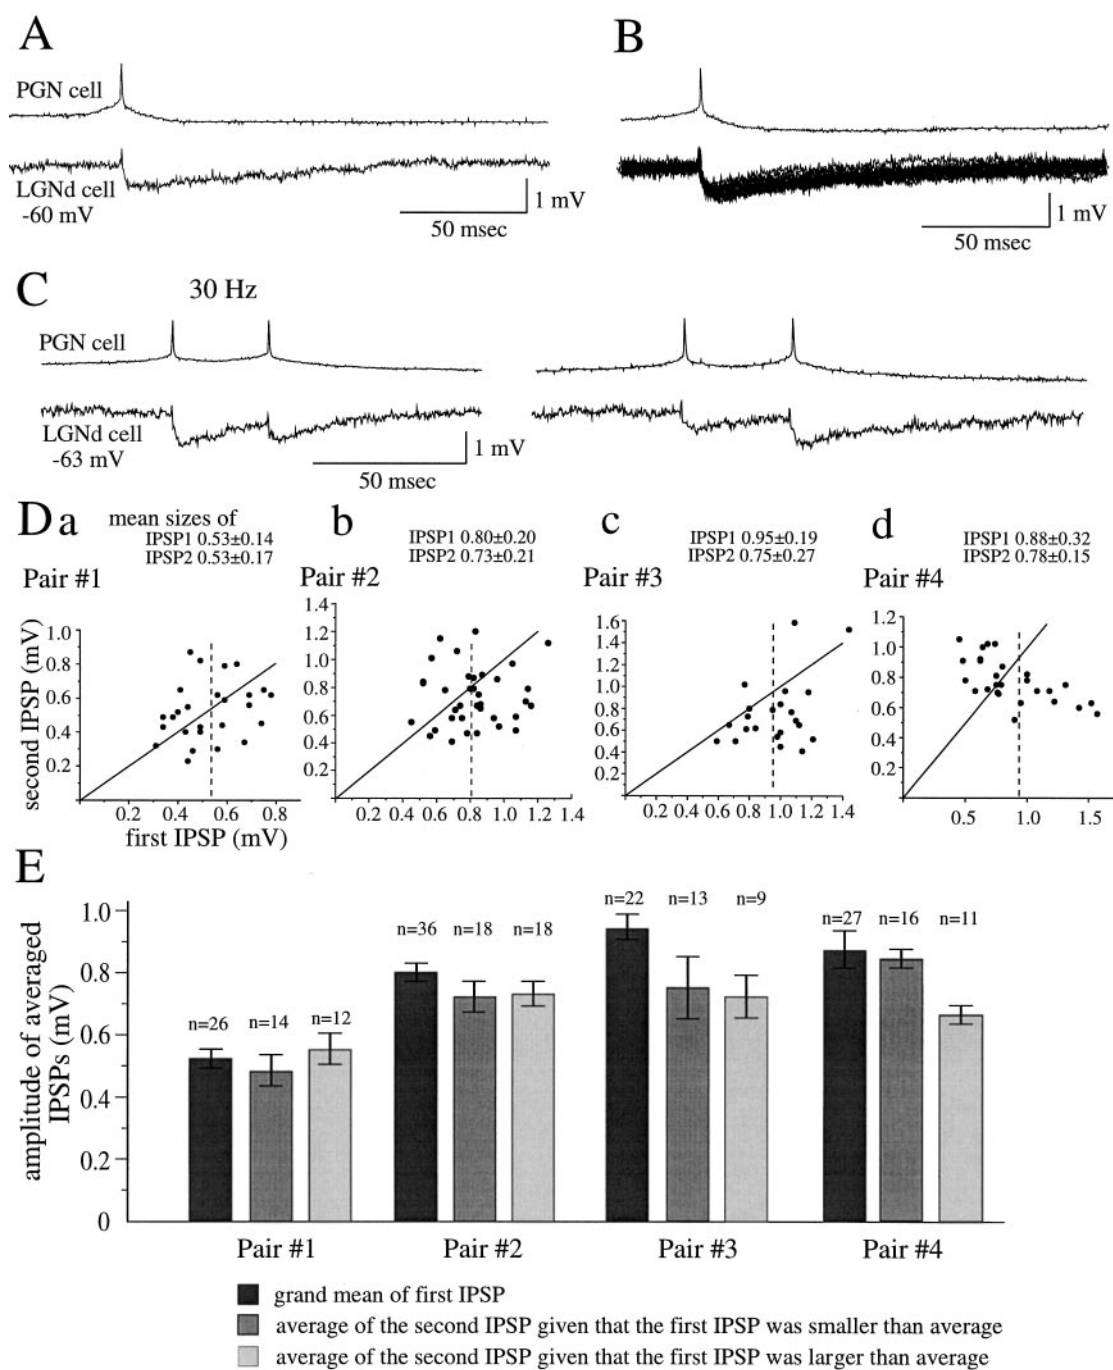 A
B
PGN cell
LGNd cell
-60 mV
1 mV
50 msec
1 mV
50 msec
C
30 Hz
PGN cell
LGNd cell
-63 mV
1 mV
50 msec
D a
mean sizes of
IPSP1 0.53±0.14
IPSP2 0.53±0.17
Pair #1
b
IPSP1 0.80±0.20
IPSP2 0.73±0.21
Pair #2
c
IPSP1 0.95±0.19
IPSP2 0.75±0.27
Pair #3
d
IPSP1 0.88±0.32
IPSP2 0.78±0.15
Pair #4
second IPSP (mV)
1.0
0.8
0.6
0.4
0.2
0.2 0.4 0.6 0.8
first IPSP (mV)
1.4
1.2
1.0
0.8
0.6
0.4
0.2
0.2 0.4 0.6 0.8 1.0 1.2 1.4
1.6
1.4
1.2
1.0
0.8
0.6
0.4
0.2
0.2 0.4 0.6 0.8 1.0 1.2 1.4
1.2
1.0
0.8
0.6
0.4
0.2
0.5 1.0 1.5
E
amplitude of averaged
IPSPs (mV)
1.0
0.8
0.6
0.4
0.2
0
n=26 n=14 n=12
n=36 n=18 n=18
n=22 n=13 n=9
n=27 n=16 n=11
Pair #1 Pair #2 Pair #3 Pair #4
grand mean of first IPSP
average of the second IPSP given that the first IPSP was smaller than average
average of the second IPSP given that the first IPSP was larger than average